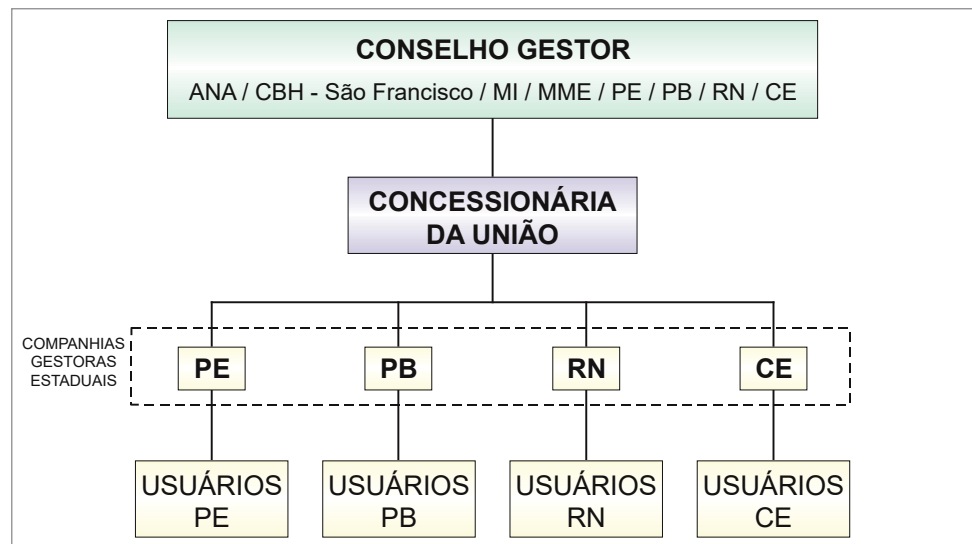 CONSELHO GESTOR
ANA / CBH - São Francisco / MI / MME / PE / PB / RN / CE
CONCESSIONÁRIA
DA UNIÃO
COMPANHIAS
GESTORAS
ESTADUAIS
PE
PB
RN
CE
USUÁRIOS
PE
USUÁRIOS
PB
USUÁRIOS
RN
USUÁRIOS
CE